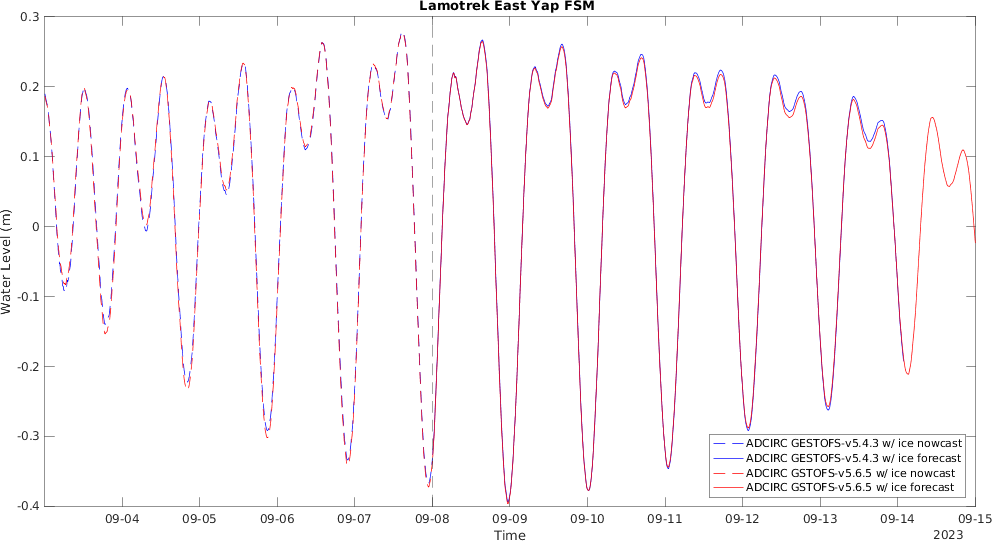 Lamotrek East Yap FSM
0.3
0.2
0.1
0
-0.1
-0.2
-0.3
-0.4
Water Level (m)
ADCIRC GESTOFS-v5.4.3 w/ ice nowcast
ADCIRC GESTOFS-v5.4.3 w/ ice forecast
ADCIRC GSTOFS-v5.6.5 w/ ice nowcast
ADCIRC GSTOFS-v5.6.5 w/ ice forecast
09-04 09-05 09-06 09-07 09-08 09-09 09-10 09-11 09-12 09-13 09-14 09-15
Time
2023